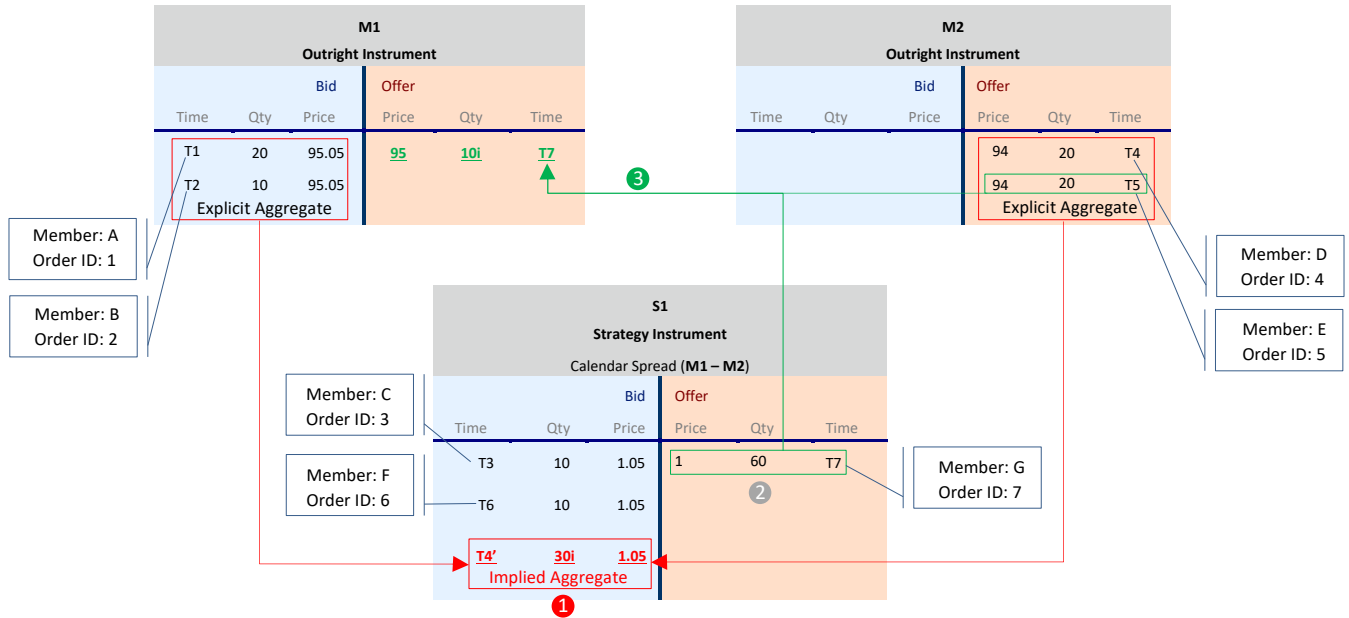 M1
Outright Instrument
Bid Offer
Time Qty Price Price Qty Time
T1 20 95.05 95 10i T7
T2 10 95.05
Explicit Aggregate
M2
Outright Instrument
Bid Offer
Time Qty Price Price Qty Time
94 20 T4
94 20 T5
Explicit Aggregate
3
Member: A
Order ID: 1
Member: B
Order ID: 2
Member: D
Order ID: 4
Member: E
Order ID: 5
S1
Strategy Instrument
Calendar Spread (M1 – M2)
Bid Offer
Time Qty Price Price Qty Time
T3 10 1.05 1 60 T7
2
T6 10 1.05
T4’ 30i 1.05
Implied Aggregate
1
Member: C
Order ID: 3
Member: F
Order ID: 6
Member: G
Order ID: 7